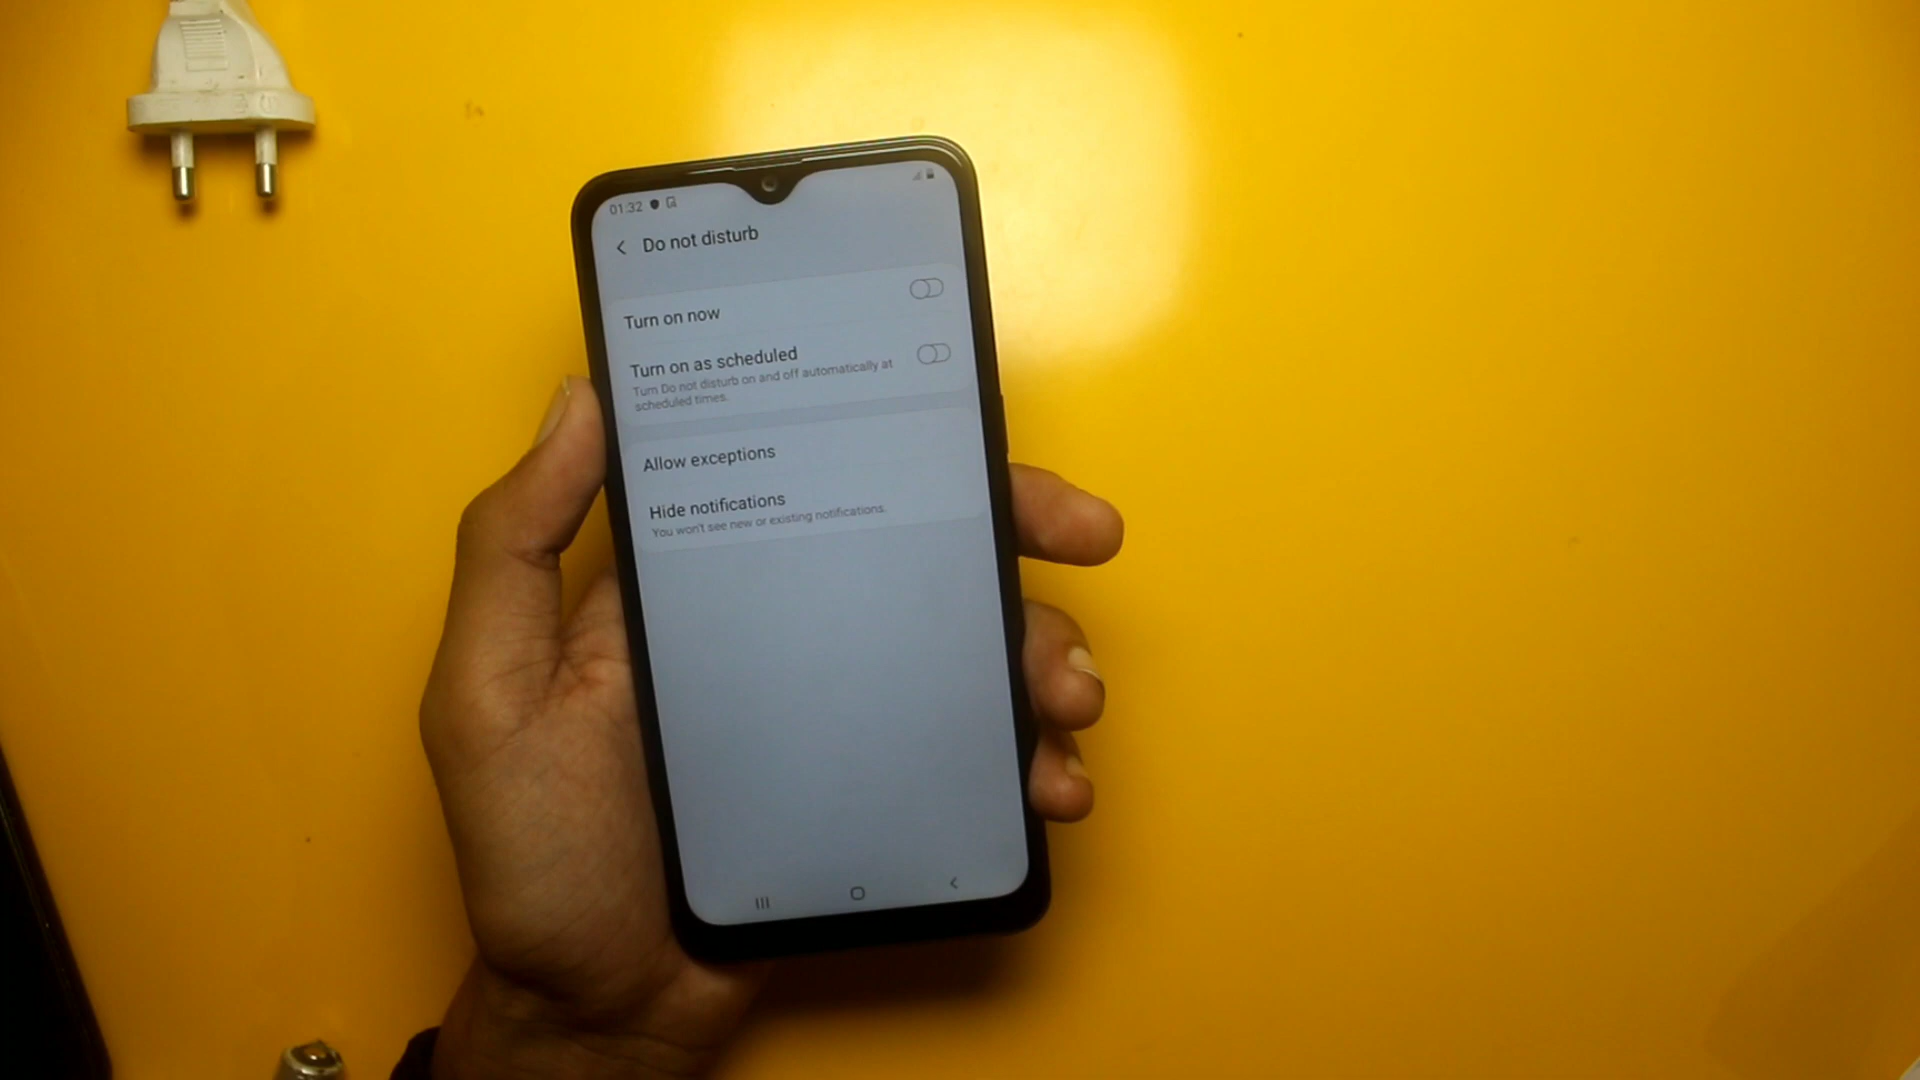 01:32
Do not disturb
Turn on now
Turn on as scheduled
Turn Do not disturb on and off automatically at
scheduled times.
Allow exceptions
Hide notifications
You won't see new or existing notifications.